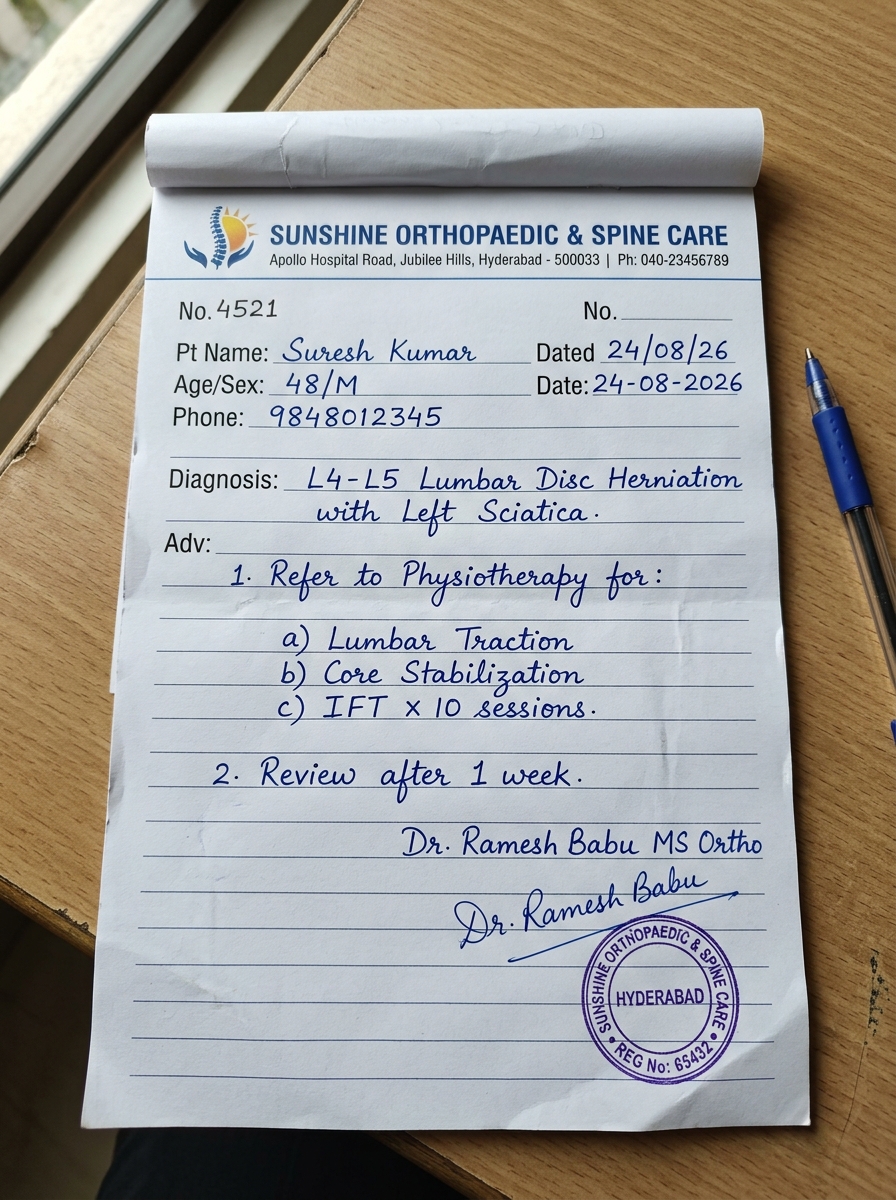 SUNSHINE ORTHOPAEDIC & SPINE CARE
Apollo Hospital Road, Jubilee Hills, Hyderabad - 500033 | Ph: 040-23456789
No. 4521 No.
Pt Name: Suresh Kumar Dated 24/08/26
Age/Sex: 48/M Date: 24-08-2026
Phone: 9848012345
Diagnosis: L4-L5 Lumbar Disc Herniation
with Left Sciatica.
Adv:
1. Refer to Physiotherapy for:
a) Lumbar Traction
b) Core Stabilization
c) IFT x 10 sessions.
2. Review after 1 week.
Dr. Ramesh Babu MS Ortho
Dr. Ramesh Babu
SUNSHINE ORTNOPAEDIC & SPINE CARE
HYDERABAD
REG No: 65432